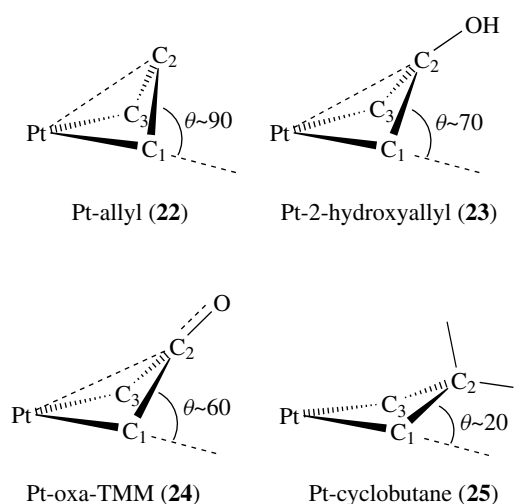 C₂
Pt
C₃
C₁
θ~90
Pt-allyl (22)
OH
C₂
Pt
C₃
C₁
θ~70
Pt-2-hydroxyallyl (23)
O
C₂
Pt
C₃
C₁
θ~60
Pt-oxa-TMM (24)
C₂
Pt
C₃
C₁
θ~20
Pt-cyclobutane (25)